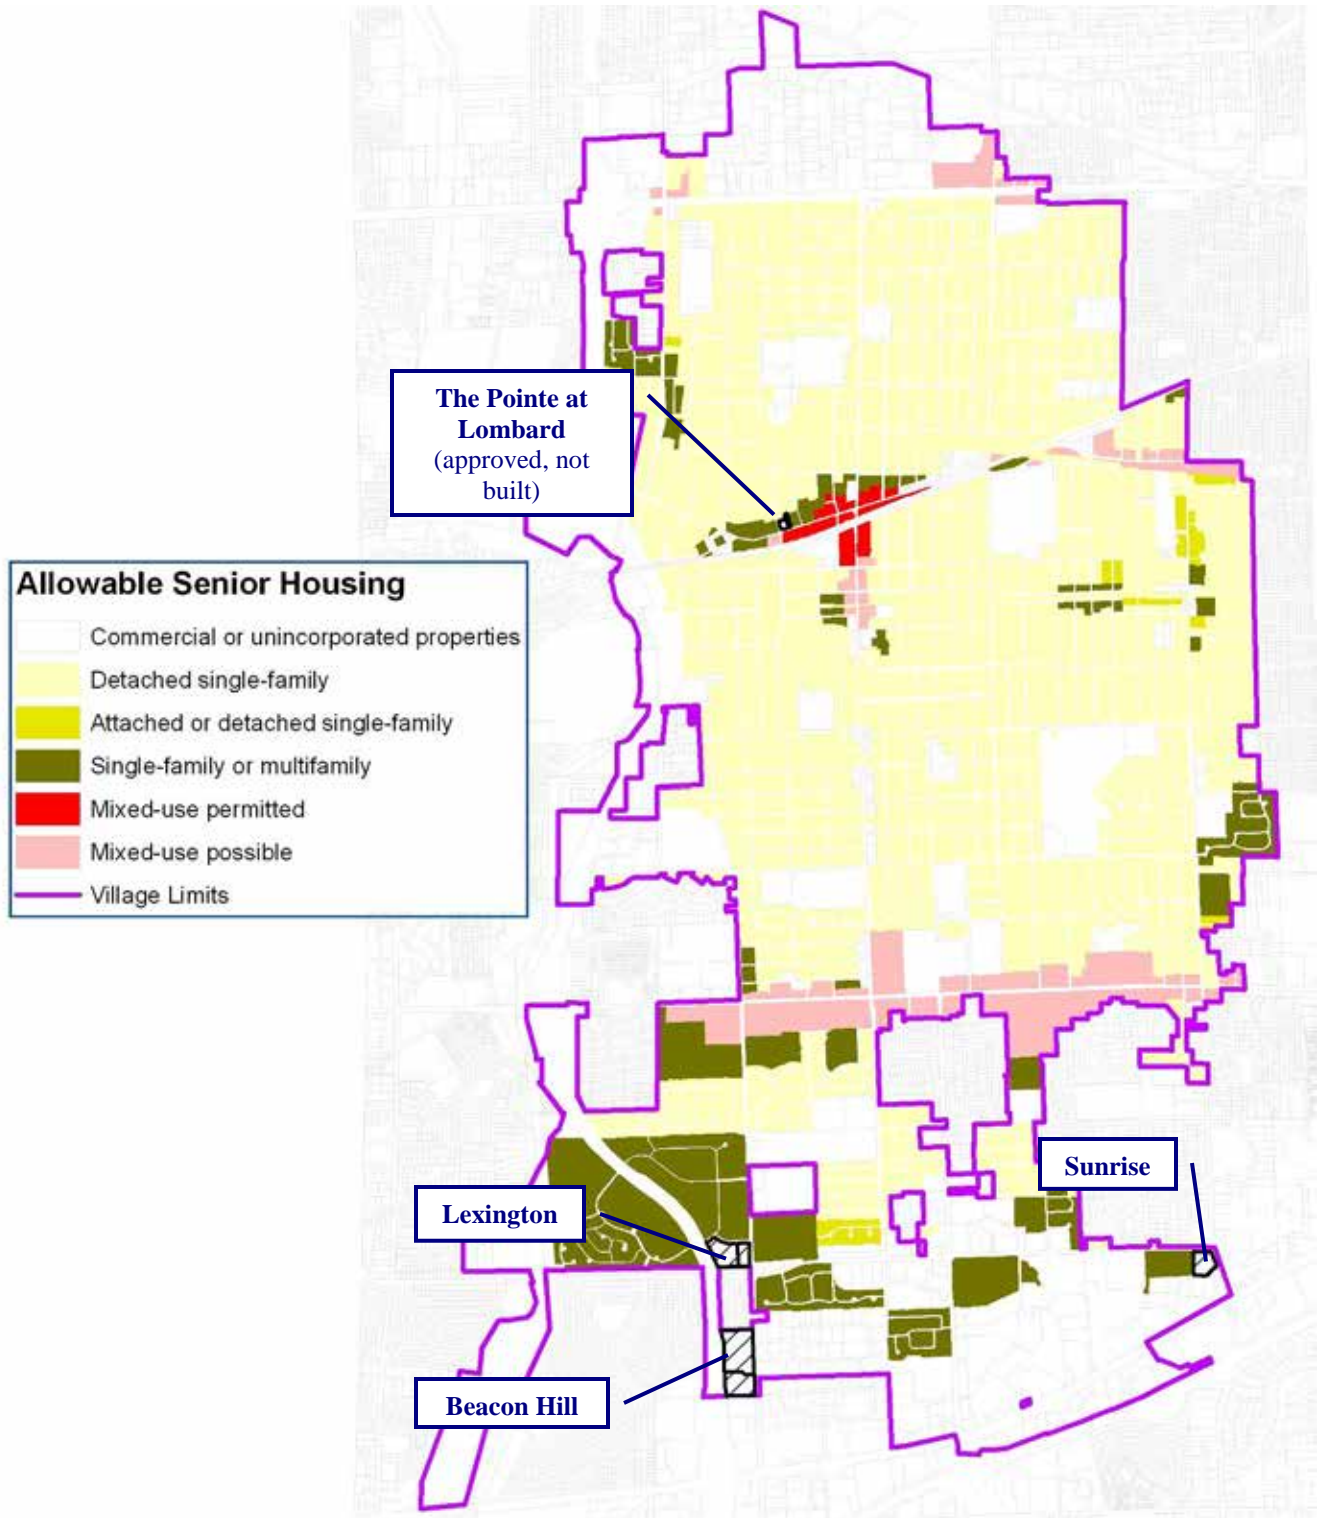 The Pointe at
Lombard
(approved, not
built)
Allowable Senior Housing
Commercial or unincorporated properties
Detached single-family
Attached or detached single-family
Single-family or multifamily
Mixed-use permitted
Mixed-use possible
Village Limits
Sunrise
Lexington
Beacon Hill